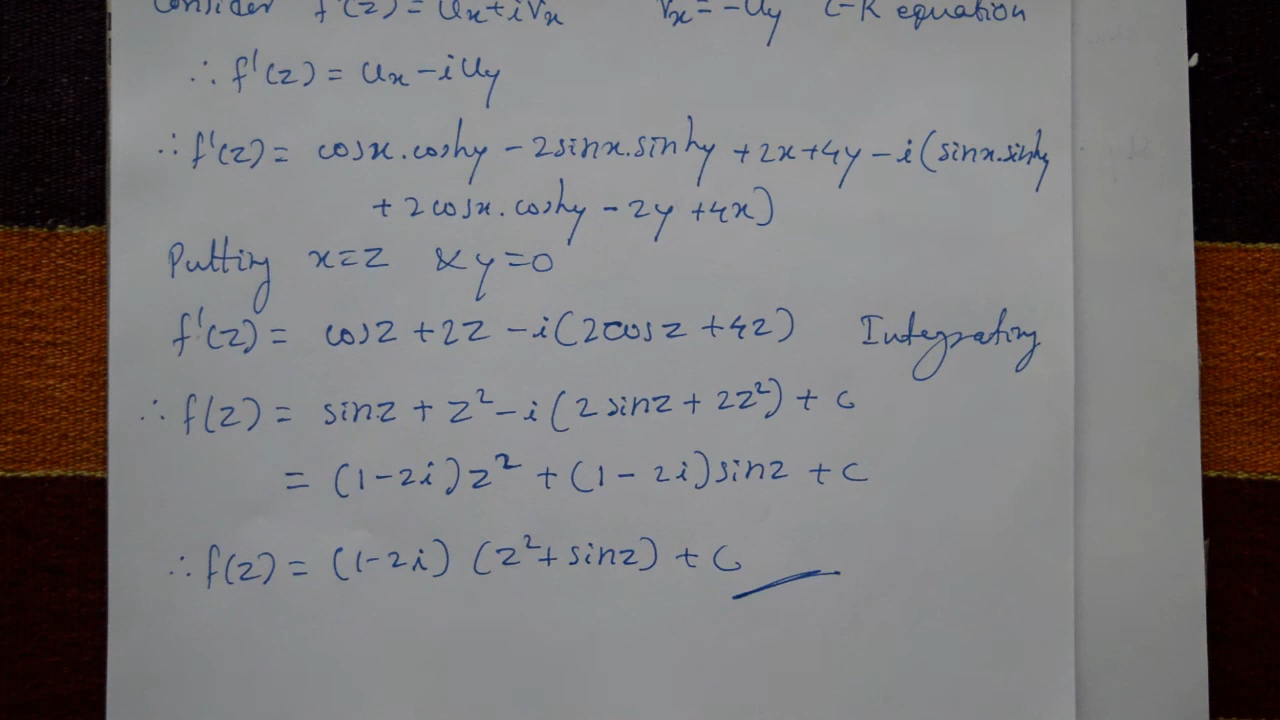 Consider f'(z) = Ux + iVx Vx = -Uy C-R equation
∴ f'(z) = Ux - iUy
∴ f'(z) = cosx.coshy - 2sinx.sinhy + 2x + 4y - i(sinx.sinhy
+ 2cosx.coshy - 2y + 4x)
Putting x=z & y=0
f'(z) = cosz + 2z - i(2cosz + 4z) Integrating
∴ f(z) = sinz + z² - i(2sinz + 2z²) + c
= (1-2i)z² + (1-2i)sinz + c
∴ f(z) = (1-2i) (z² + sinz) + C